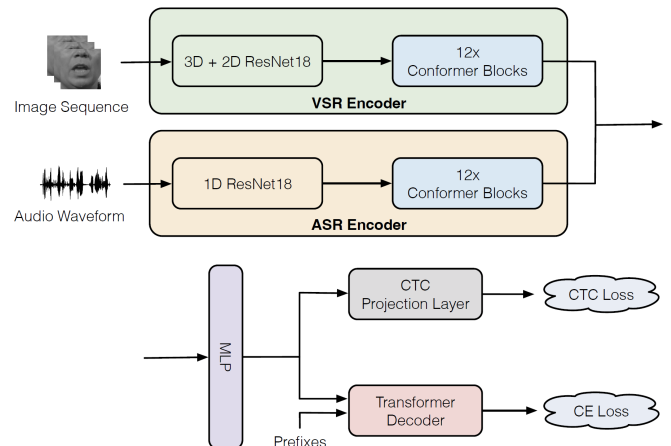 Image Sequence
3D + 2D ResNet18
12x
Conformer Blocks
VSR Encoder
Audio Waveform
1D ResNet18
12x
Conformer Blocks
ASR Encoder
MLP
CTC
Projection Layer
CTC Loss
Transformer
Decoder
CE Loss
Prefixes